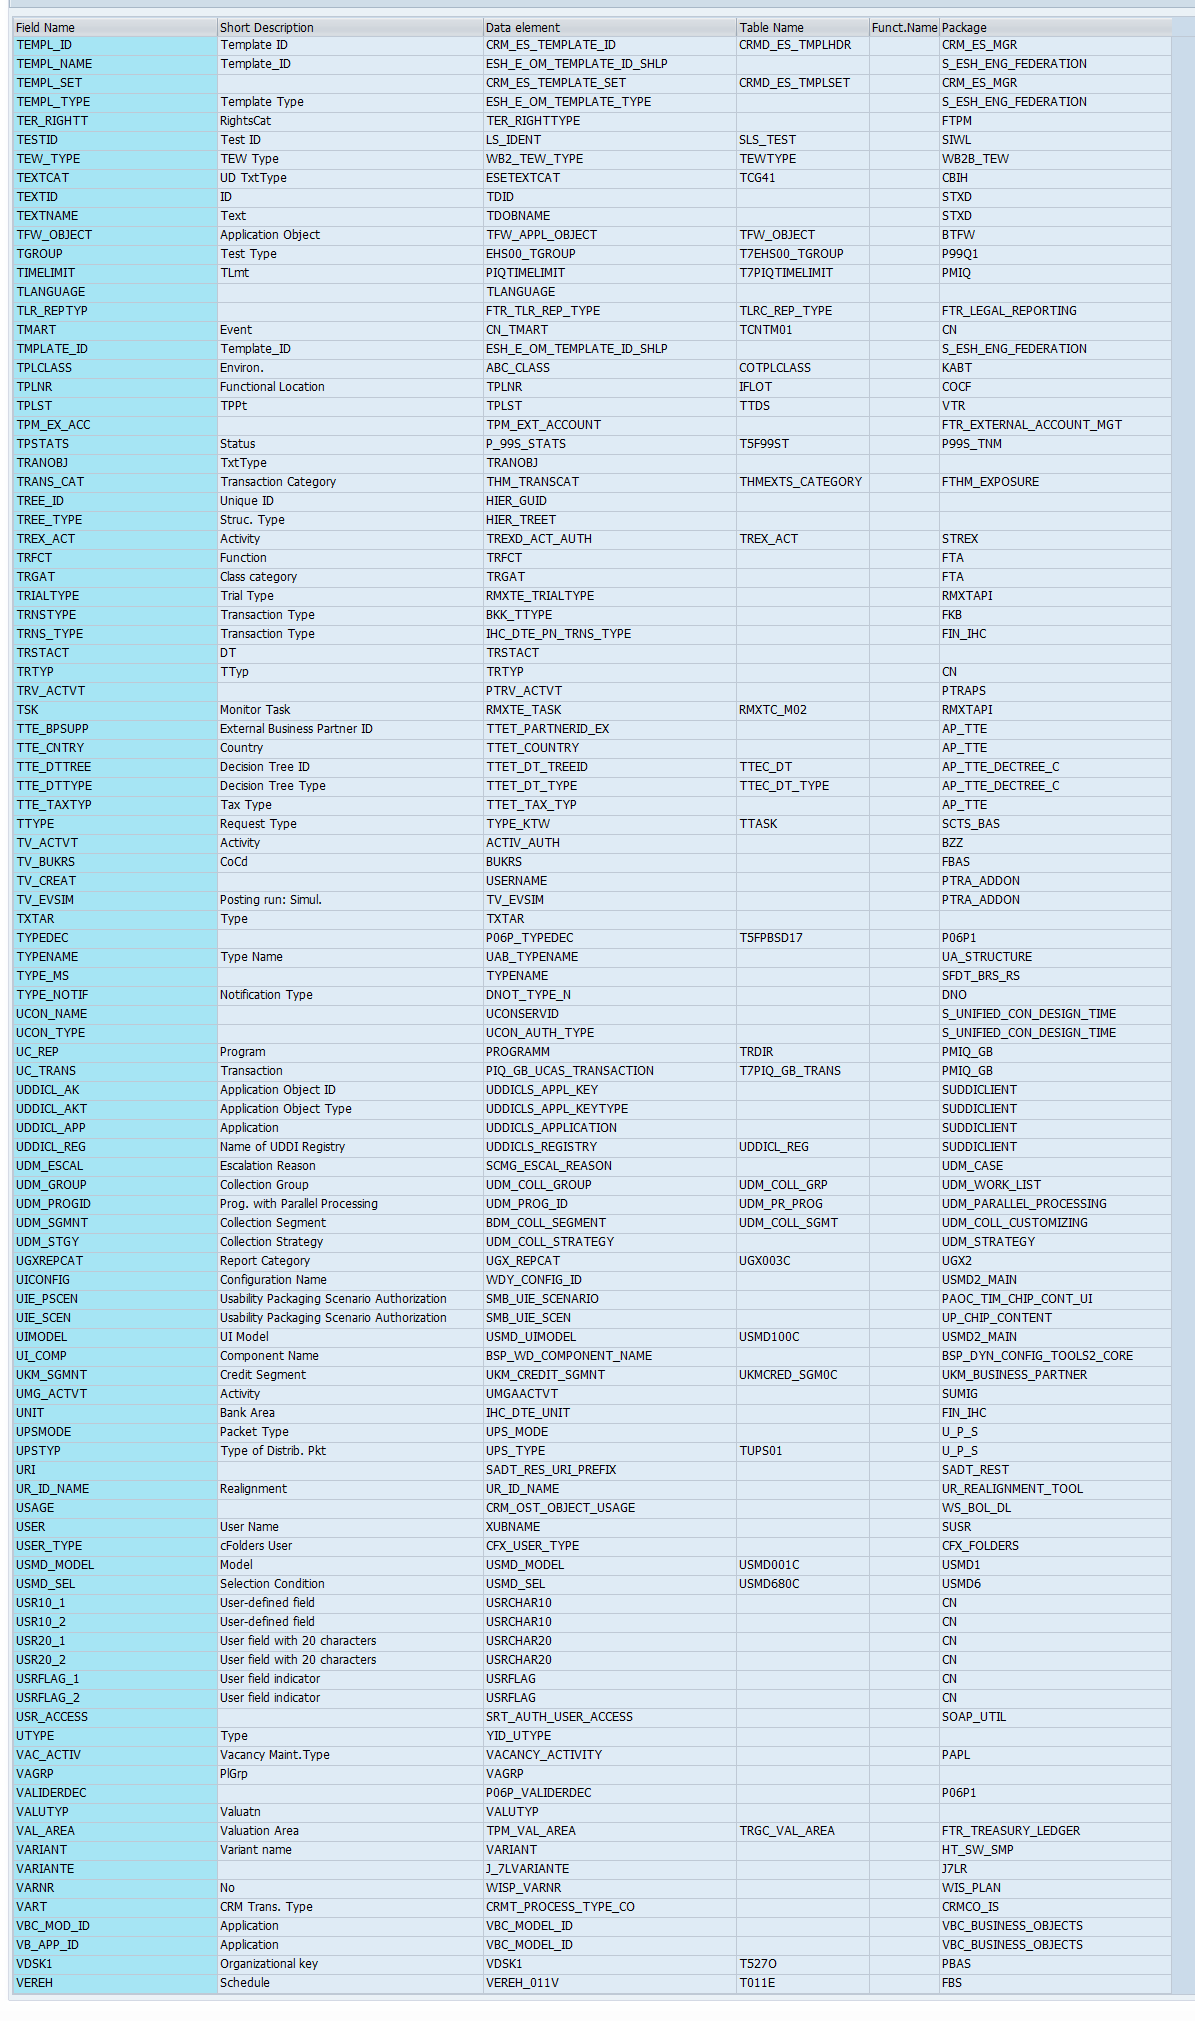 Field Name Short Description Data element Table Name Funct.Name Package
TEMPL_ID Template ID CRM_ES_TEMPLATE_ID CRMD_ES_TMPLHDR CRM_ES_MGR
TEMPL_NAME Template_ID ESH_E_OM_TEMPLATE_ID_SHLP S_ESH_ENG_FEDERATION
TEMPL_SET CRM_ES_TEMPLATE_SET CRMD_ES_TMPLSET CRM_ES_MGR
TEMPL_TYPE Template Type ESH_E_OM_TEMPLATE_TYPE S_ESH_ENG_FEDERATION
TER_RIGHTT RightsCat TER_RIGHTTYPE FTPM
TESTID Test ID LS_IDENT SLS_TEST SIWL
TEW_TYPE TEW Type WB2_TEW_TYPE TEWTYPE WB2B_TEW
TEXTCAT UD TxtType ESETEXTCAT TCG41 CBIH
TEXTID ID TDID STXD
TEXTNAME Text TDOBNAME STXD
TFW_OBJECT Application Object TFW_APPL_OBJECT TFW_OBJECT BTFW
TGROUP Test Type EHS00_TGROUP T7EHS00_TGROUP P99Q1
TIMELIMIT TLmt PIQTIMELIMIT T7PIQTIMELIMIT PMIQ
TLANGUAGE TLANGUAGE
TLR_REPTYP FTR_TLR_REP_TYPE TLRC_REP_TYPE FTR_LEGAL_REPORTING
TMART Event CN_TMART TCNTM01 CN
TMPLATE_ID Template_ID ESH_E_OM_TEMPLATE_ID_SHLP S_ESH_ENG_FEDERATION
TPLCLASS Environ. ABC_CLASS COTPLCLASS KABT
TPLNR Functional Location TPLNR IFLOT COCF
TPLST TPPt TPLST TTDS VTR
TPM_EX_ACC TPM_EXT_ACCOUNT FTR_EXTERNAL_ACCOUNT_MGT
TPSTATS Status P_99S_STATS T5F99ST P99S_TNM
TRANOBJ TxtType TRANOBJ
TRANS_CAT Transaction Category THM_TRANSCAT THMEXTS_CATEGORY FTHM_EXPOSURE
TREE_ID Unique ID HIER_GUID
TREE_TYPE Struc. Type HIER_TREET
TREX_ACT Activity TREXD_ACT_AUTH TREX_ACT STREX
TRFCT Function TRFCT FTA
TRGAT Class category TRGAT FTA
TRIALTYPE Trial Type RMXTE_TRIALTYPE RMXTAPI
TRNSTYPE Transaction Type BKK_TTYPE FKB
TRNS_TYPE Transaction Type IHC_DTE_PN_TRNS_TYPE FIN_IHC
TRSTACT DT TRSTACT
TRTYP TTyp TRTYP CN
TRV_ACTVT PTRV_ACTVT PTRAPS
TSK Monitor Task RMXTE_TASK RMXTC_M02 RMXTAPI
TTE_BPSUPP External Business Partner ID TTET_PARTNERID_EX AP_TTE
TTE_CNTRY Country TTET_COUNTRY AP_TTE
TTE_DTTREE Decision Tree ID TTET_DT_TREEID TTEC_DT AP_TTE_DECTREE_C
TTE_DTTYPE Decision Tree Type TTET_DT_TYPE TTEC_DT_TYPE AP_TTE_DECTREE_C
TTE_TAXTYP Tax Type TTET_TAX_TYP AP_TTE
TTYPE Request Type TYPE_KTW TTASK SCTS_BAS
TV_ACTVT Activity ACTIV_AUTH BZZ
TV_BUKRS CoCd BUKRS FBAS
TV_CREAT USERNAME PTRA_ADDON
TV_EVSIM Posting run: Simul. TV_EVSIM PTRA_ADDON
TXTAR Type TXTAR
TYPEDEC P06P_TYPEDEC T5FPBSD17 P06P1
TYPENAME Type Name UAB_TYPENAME UA_STRUCTURE
TYPE_MS TYPENAME SFDT_BRS_RS
TYPE_NOTIF Notification Type DNOT_TYPE_N DNO
UCON_NAME UCONSERVID S_UNIFIED_CON_DESIGN_TIME
UCON_TYPE UCON_AUTH_TYPE S_UNIFIED_CON_DESIGN_TIME
UC_REP Program PROGRAMM TRDIR PMIQ_GB
UC_TRANS Transaction PIQ_GB_UCAS_TRANSACTION T7PIQ_GB_TRANS PMIQ_GB
UDDICL_AK Application Object ID UDDICLS_APPL_KEY SUDDICLIENT
UDDICL_AKT Application Object Type UDDICLS_APPL_KEYTYPE SUDDICLIENT
UDDICL_APP Application UDDICLS_APPLICATION SUDDICLIENT
UDDICL_REG Name of UDDI Registry UDDICLS_REGISTRY UDDICL_REG SUDDICLIENT
UDM_ESCAL Escalation Reason SCMG_ESCAL_REASON UDM_CASE
UDM_GROUP Collection Group UDM_COLL_GROUP UDM_COLL_GRP UDM_WORK_LIST
UDM_PROGID Prog. with Parallel Processing UDM_PROG_ID UDM_PR_PROG UDM_PARALLEL_PROCESSING
UDM_SGMNT Collection Segment BDM_COLL_SEGMENT UDM_COLL_SGMT UDM_COLL_CUSTOMIZING
UDM_STGY Collection Strategy UDM_COLL_STRATEGY UDM_STRATEGY
UGXREPCAT Report Category UGX_REPCAT UGX003C UGX2
UICONFIG Configuration Name WDY_CONFIG_ID USMD2_MAIN
UIE_PSCEN Usability Packaging Scenario Authorization SMB_UIE_SCENARIO PAOC_TIM_CHIP_CONT_UI
UIE_SCEN Usability Packaging Scenario Authorization SMB_UIE_SCEN UP_CHIP_CONTENT
UIMODEL UI Model USMD_UIMODEL USMD100C USMD2_MAIN
UI_COMP Component Name BSP_WD_COMPONENT_NAME BSP_DYN_CONFIG_TOOLS2_CORE
UKM_SGMNT Credit Segment UKM_CREDIT_SGMNT UKMCRED_SGM0C UKM_BUSINESS_PARTNER
UMG_ACTVT Activity UMGAACTVT SUMIG
UNIT Bank Area IHC_DTE_UNIT FIN_IHC
UPSMODE Packet Type UPS_MODE U_P_S
UPSTYP Type of Distrib. Pkt UPS_TYPE TUPS01 U_P_S
URI SADT_RES_URI_PREFIX SADT_REST
UR_ID_NAME Realignment UR_ID_NAME UR_REALIGNMENT_TOOL
USAGE CRM_OST_OBJECT_USAGE WS_BOL_DL
USER User Name XUBNAME SUSR
USER_TYPE cFolders User CFX_USER_TYPE CFX_FOLDERS
USMD_MODEL Model USMD_MODEL USMD001C USMD1
USMD_SEL Selection Condition USMD_SEL USMD680C USMD6
USR10_1 User-defined field USRCHAR10 CN
USR10_2 User-defined field USRCHAR10 CN
USR20_1 User field with 20 characters USRCHAR20 CN
USR20_2 User field with 20 characters USRCHAR20 CN
USRFLAG_1 User field indicator USRFLAG CN
USRFLAG_2 User field indicator USRFLAG CN
USR_ACCESS SRT_AUTH_USER_ACCESS SOAP_UTIL
UTYPE Type YID_UTYPE
VAC_ACTIV Vacancy Maint.Type VACANCY_ACTIVITY PAPL
VAGRP PlGrp VAGRP
VALIDERDEC P06P_VALIDERDEC P06P1
VALUTYP Valuatn VALUTYP
VAL_AREA Valuation Area TPM_VAL_AREA TRGC_VAL_AREA FTR_TREASURY_LEDGER
VARIANT Variant name VARIANT HT_SW_SMP
VARIANTE J_7LVARIANTE J7LR
VARNR No WISP_VARNR WIS_PLAN
VART CRM Trans. Type CRMT_PROCESS_TYPE_CO CRMCO_IS
VBC_MOD_ID Application VBC_MODEL_ID VBC_BUSINESS_OBJECTS
VB_APP_ID Application VBC_MODEL_ID VBC_BUSINESS_OBJECTS
VDSK1 Organizational key VDSK1 T527O PBAS
VEREH Schedule VEREH_011V T011E FBS